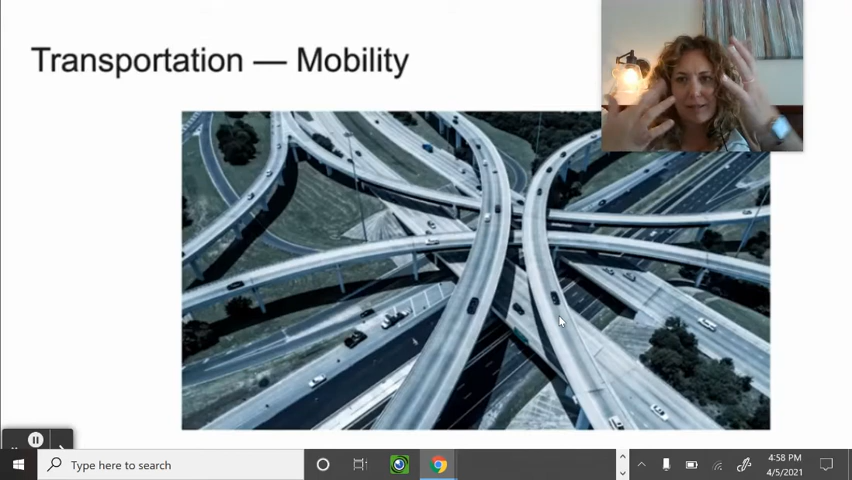 Transportation — Mobility
Type here to search
4:58 PM
4/5/2021